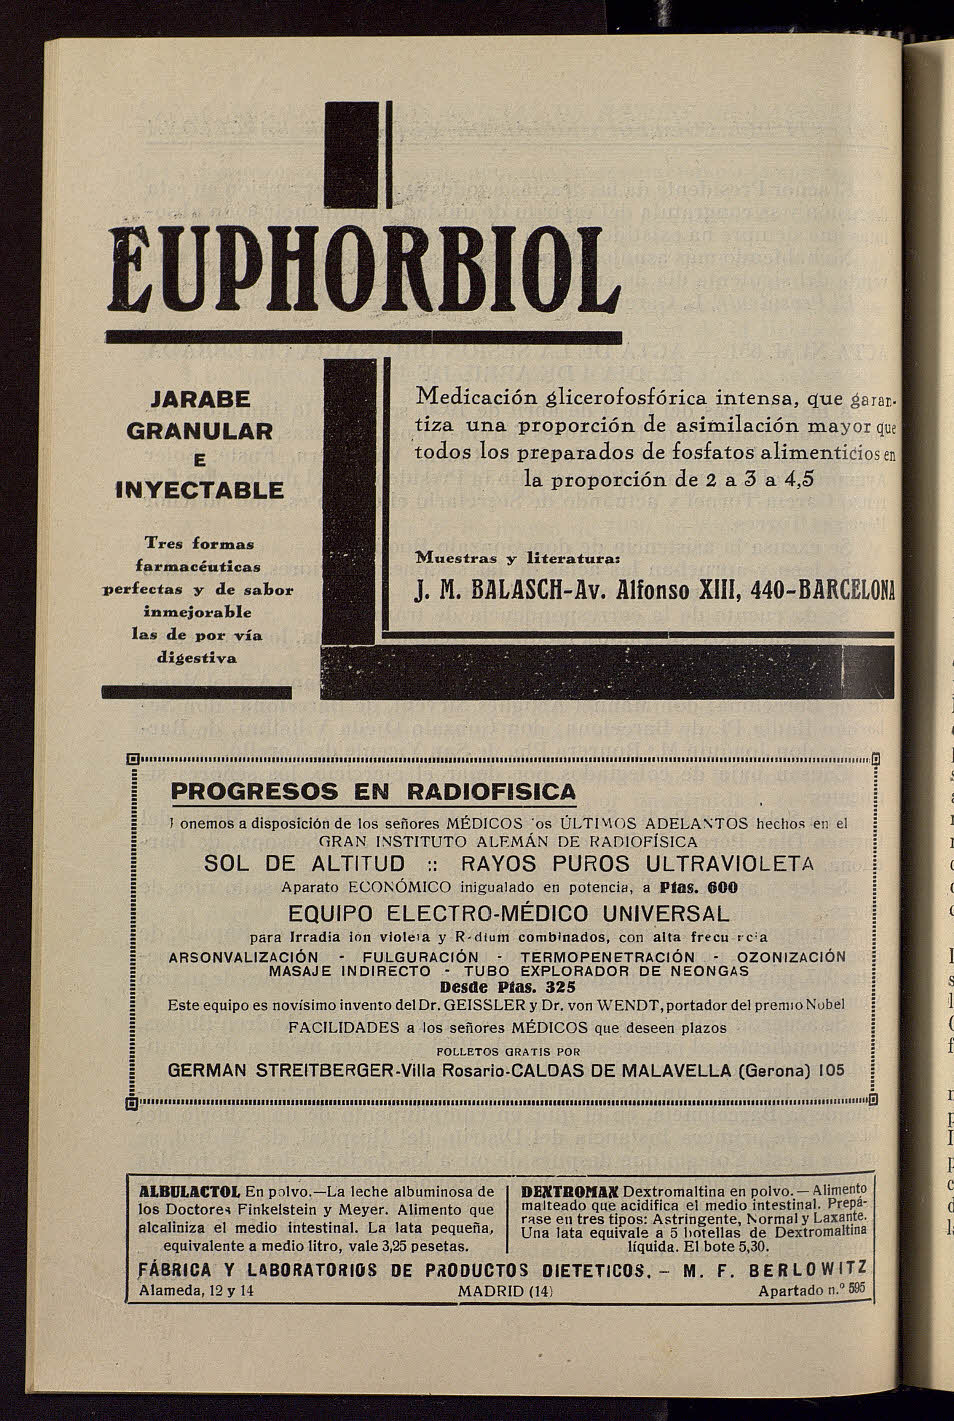 EUPHORBIOL
JARABE
GRANULAR
E
INYECTABLE
Tres formas
farmacéuticas
perfectas y de sabor
inmejorable
las de por vía
digestiva
Medicación glicerofosfórica intensa, que garan-
tiza una proporción de asimilación mayor que
todos los preparados de fosfatos alimenticios en
la proporción de 2 a 3 a 4,5
Muestras y literatura:
J. M. BALASCH-Av. Alfonso XIII, 440-BARCELONA
PROGRESOS EN RADIOFISICA
onemos a disposición de los señores MÉDICOS os ÚLTIMOS ADELANTOS hechos en el
GRAN INSTITUTO ALEMÁN DE RADIOFÍSICA
SOL DE ALTITUD :: RAYOS PUROS ULTRAVIOLETA
Aparato ECONÓMICO inigualado en potencia, a Ptas. 600
EQUIPO ELECTRO-MÉDICO UNIVERSAL
para Irradia ion violeta y R-dium combinados, con alta frecu rcia
ARSONVALIZACIÓN - FULGURACIÓN - TERMOPENETRACIÓN - OZONIZACIÓN
MASAJE INDIRECTO - TUBO EXPLORADOR DE NEONGAS
Desde Ptas. 325
Este equipo es novísimo invento del Dr. GEISSLER y Dr. von WENDT, portador del premio Nobel
FACILIDADES a los señores MÉDICOS que deseen plazos
FOLLETOS GRATIS POR
GERMAN STREITBERGER-Villa Rosario-CALDAS DE MALAVELLA (Gerona) 105
ALBULACTOL En polvo.—La leche albuminosa de
los Doctores Finkelstein y Meyer. Alimento que
alcaliniza el medio intestinal. La lata pequeña,
equivalente a medio litro, vale 3,25 pesetas.
DEXTROMAX Dextromaltina en polvo.—Alimento
malteado que acidifica el medio intestinal. Prepá-
rase en tres tipos: Astringente, Normal y Laxante.
Una lata equivale a 5 botellas de Dextromaltina
líquida. El bote 5,30.
FÁBRICA Y LABORATORIOS DE PRODUCTOS DIETETICOS. – M. F. BERLOWITZ
Alameda, 12 y 14 MADRID (14) Apartado n.º 595